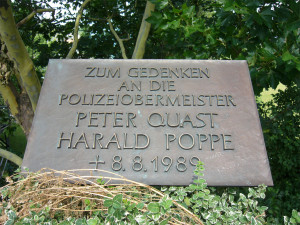 ZUM GEDENKEN
AN DIE
POLIZEIOBERMEISTER
PETER QUAST
HARALD POPPE
+ 8.8.1989